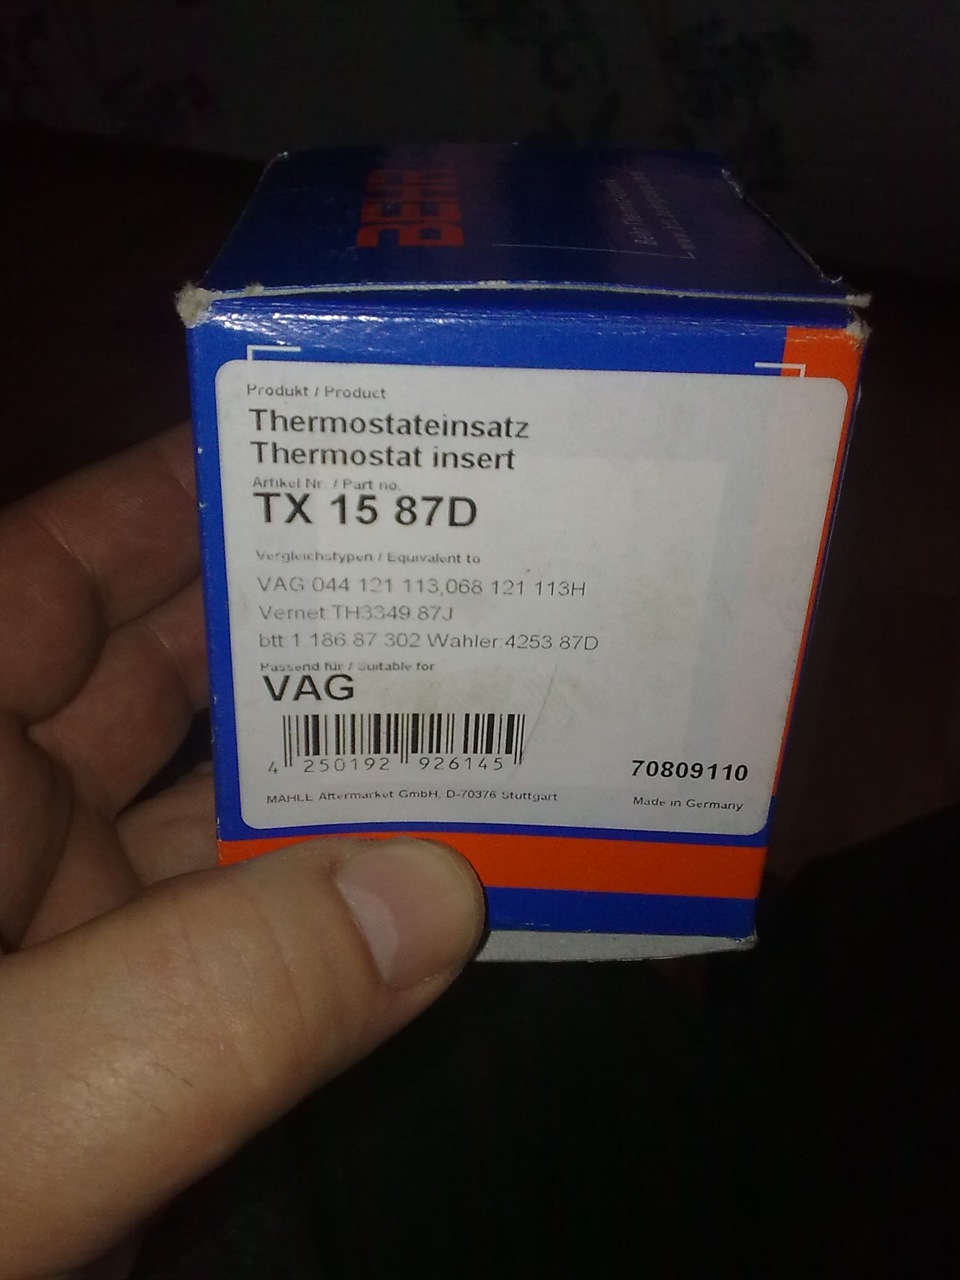 BEHR
Produkt / Product
Thermostateinsatz
Thermostat insert
Artikel Nr. / Part no.
TX 15 87D
Vergleichstypen / Equivalent to
VAG 044 121 113,068 121 113H
Vernet:TH3349.87J
btt:1 186 87 302 Wahler:4253.87D
Passend für / Suitable for
VAG
4 250192 926145
70809110
MAHLE Aftermarket GmbH, D-70376 Stuttgart
Made in Germany